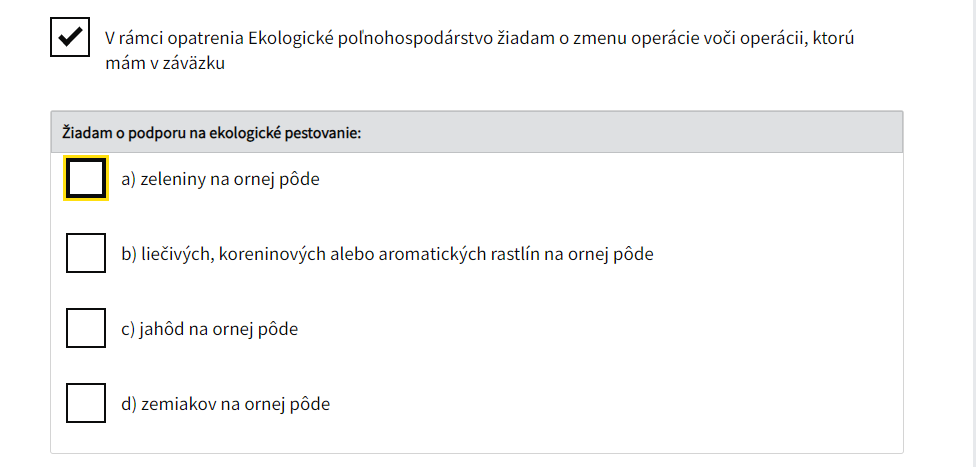 V rámci opatrenia Ekologické poľnohospodárstvo žiadam o zmenu operácie voči operácii, ktorú
mám v záväzku
Žiadam o podporu na ekologické pestovanie:
a) zeleniny na ornej pôde
b) liečivých, koreninových alebo aromatických rastlín na ornej pôde
c) jahôd na ornej pôde
d) zemiakov na ornej pôde